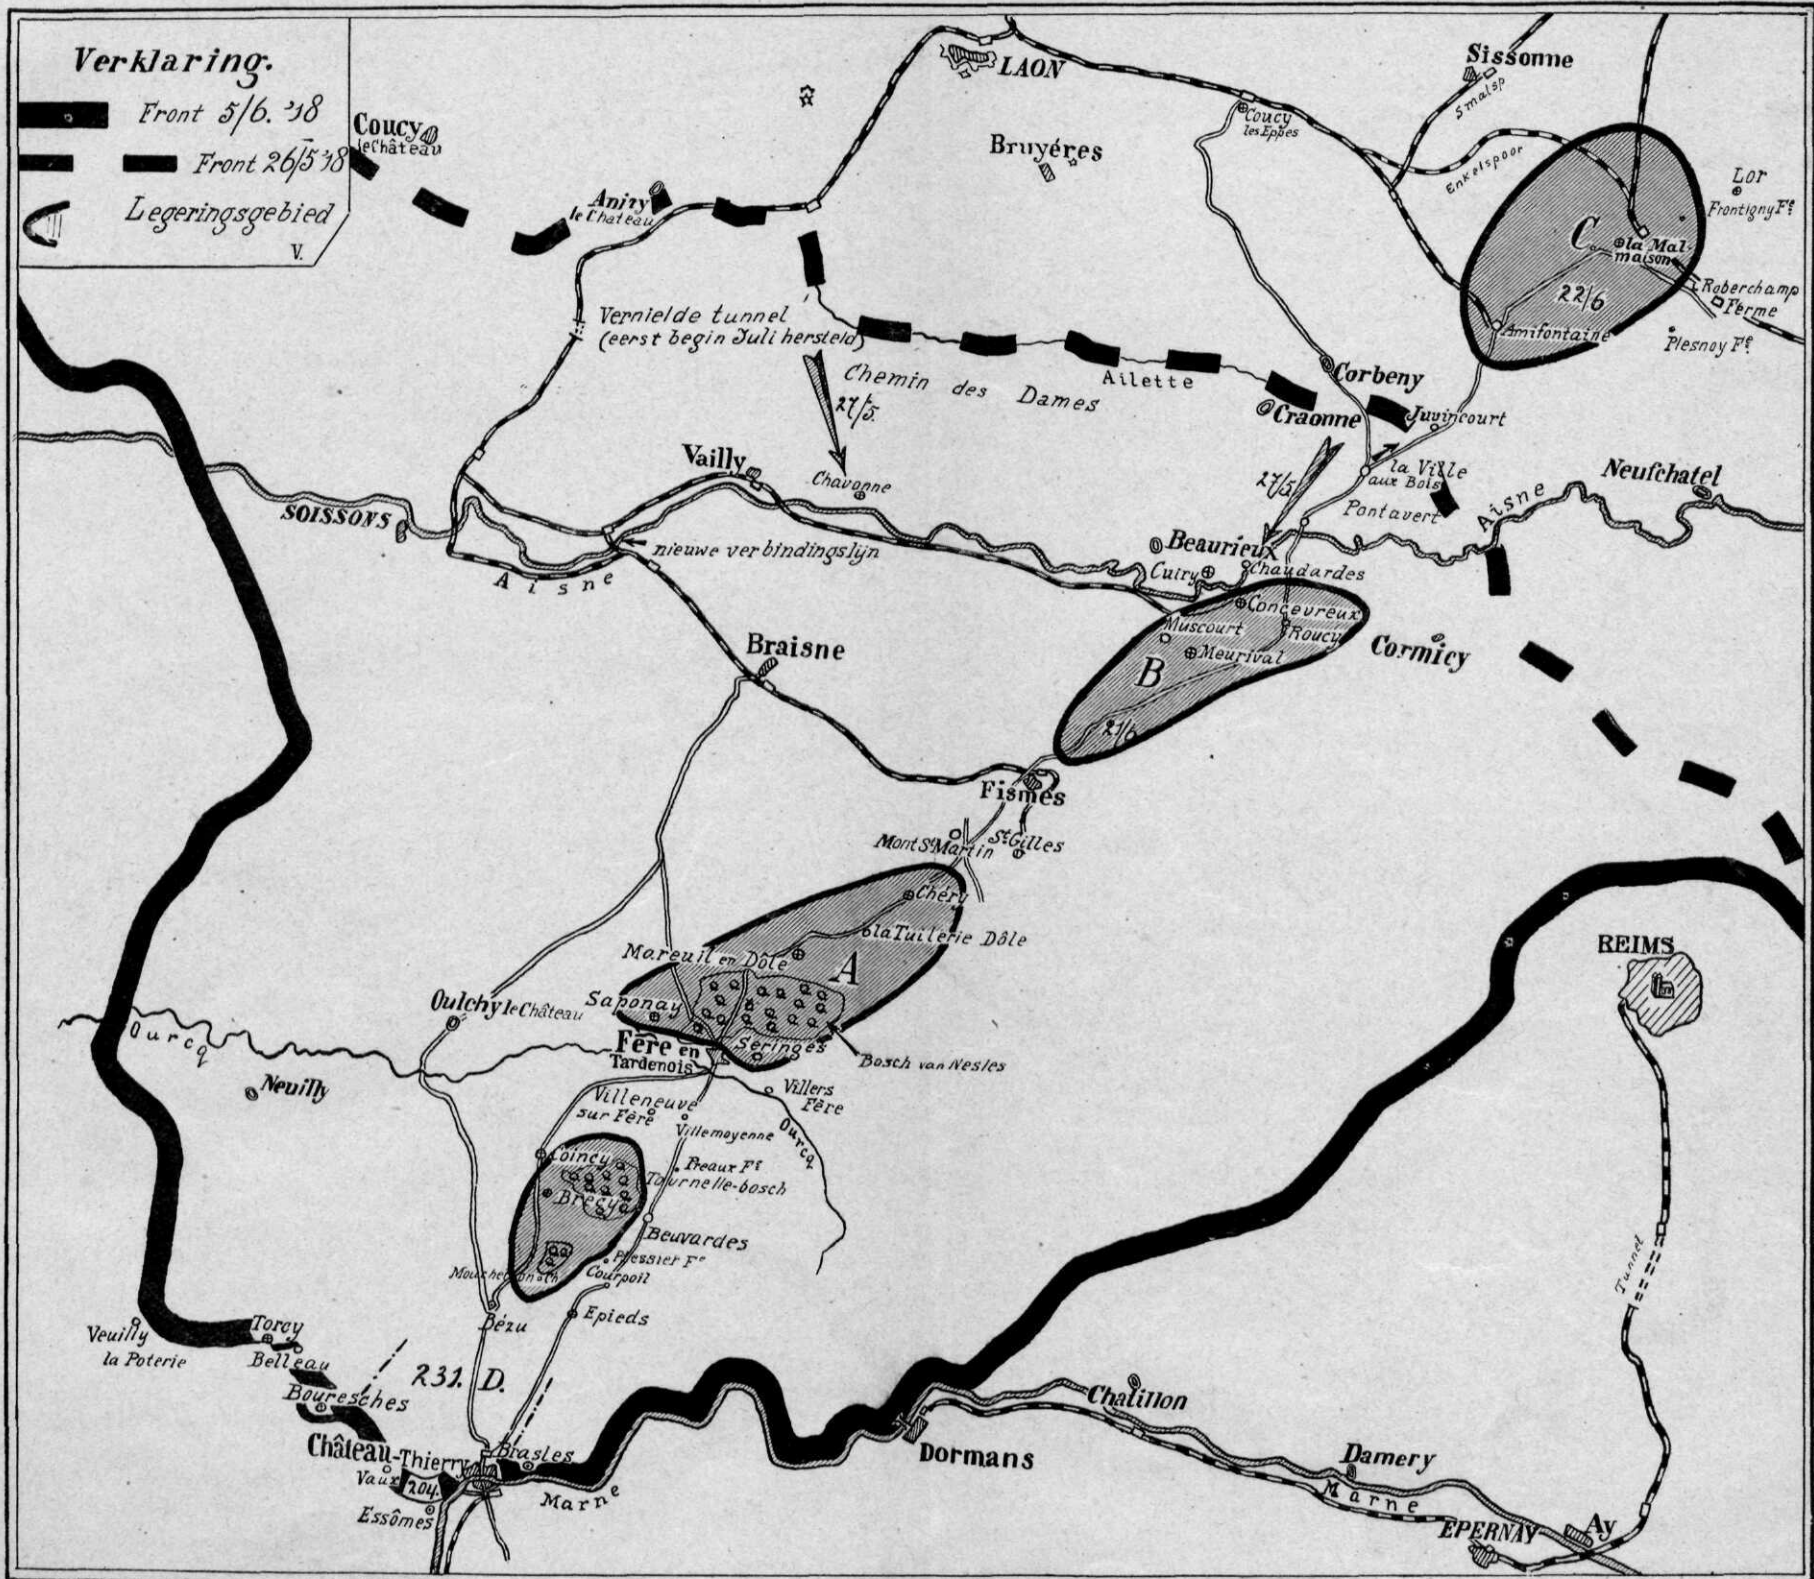 Verklaring.
Front 5/6. '18
Front 26/5 '18
Legeringsgebied
V.
Coucy
le Château
LAON
Sissonne
Smalsp
Coucy
les Eppes
Bruyéres
Enkelspoor
Lor
Frontigny Fe
Anizy
le Chateau
C
la Mal-
maison
22/6
Roberchamp
Ferme
Amifontaine
Plesnoy Fe
Vernielde tunnel
(eerst begin Juli hersteld)
Chemin des Dames
Ailette
27/5.
Corbeny
Craonne
Juvincourt
Vailly
Chavonne
27/5
la Ville
aux Bois
Neufchatel
SOISSONS
Pontavert
Aisne
nieuwe verbindingslijn
Beaurieux
Cuiry
Chaudardes
Aisne
Concevreux
Muscourt
Roucy
Meurival
Cormicy
Braisne
B
21/6
Fismes
Mont St Martin
St Gilles
Chéry
la Tuilerie Dôle
Mareuil en Dôle
A
REIMS
Oulchy le Château
Saponay
Ourcq
Fère en
Tardenois
Seringes
Bosch van Nesles
Neuilly
Villers
Fère
Villeneuve
sur Fère
Villemoyenne
Ourcq
Coincy
Preaux Fe
Tournelle-bosch
Brecy
Beuvardes
Plessier Fe
Courpoil
Tunnel
Bézu
Epieds
Veuilly
la Poterie
Torcy
Belleau
231. D.
Bouresches
Chatillon
Château-Thierry
Brasles
Dormans
Damery
Vaux
204.
Marne
Marne
Essômes
EPERNAY
Ay